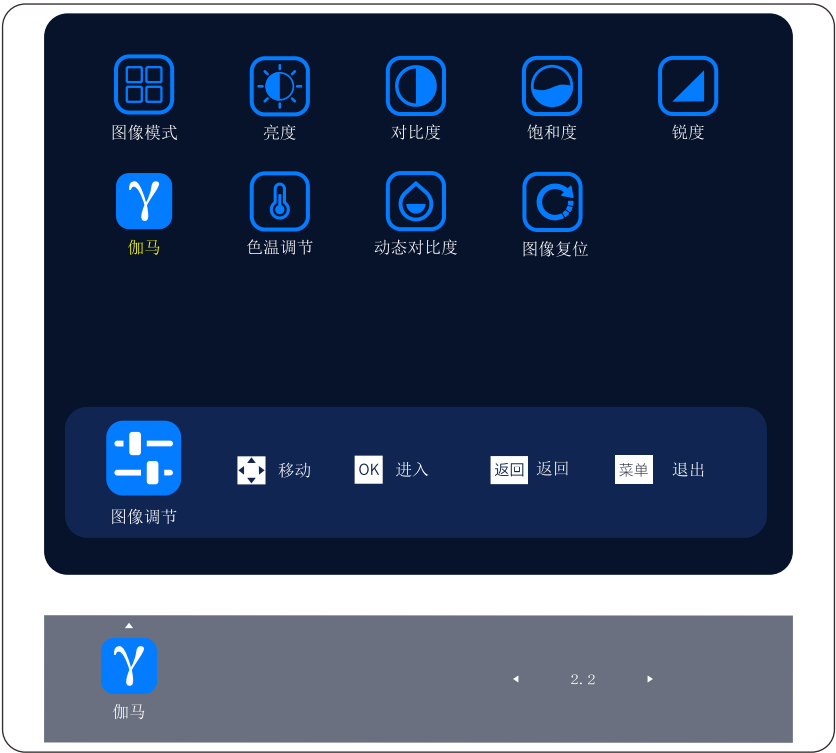 图像模式 亮度 对比度 饱和度 锐度
γ
伽马 色温调节 动态对比度 图像复位
移动 OK 进入 返回 返回 菜单 退出
图像调节
γ
2.2
伽马